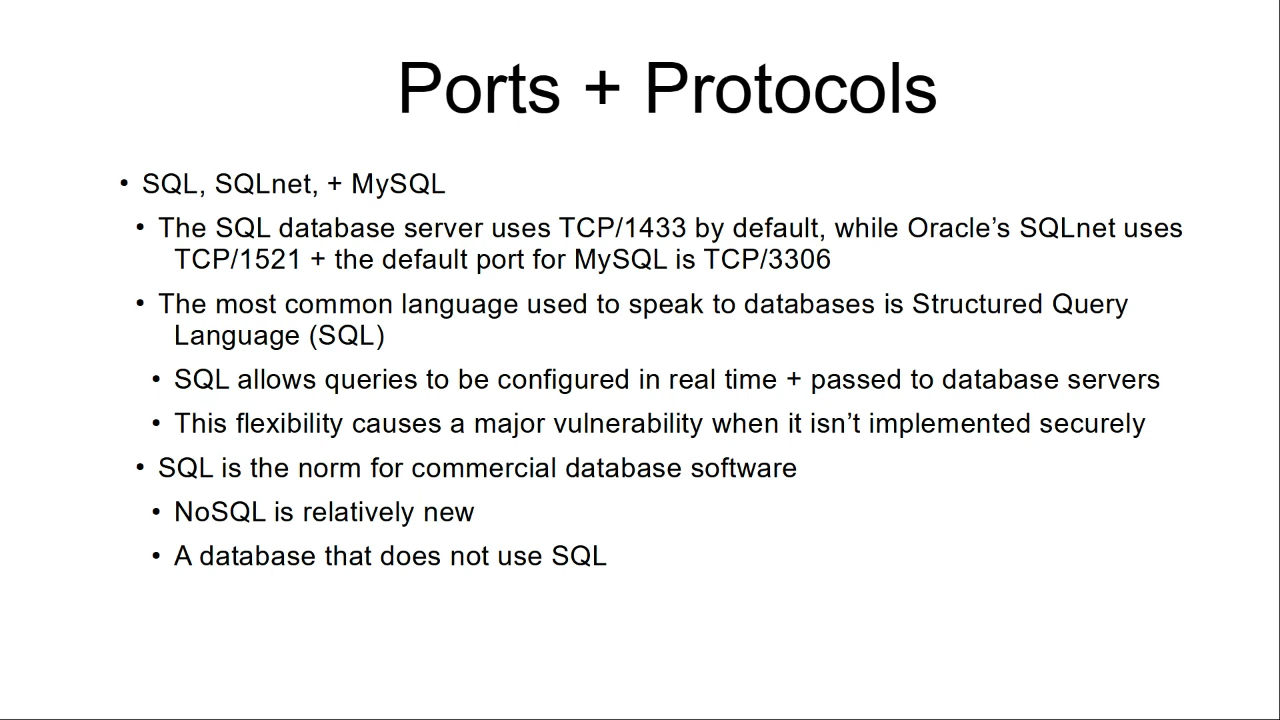 Ports + Protocols
• SQL, SQLnet, + MySQL
• The SQL database server uses TCP/1433 by default, while Oracle’s SQLnet uses
TCP/1521 + the default port for MySQL is TCP/3306
• The most common language used to speak to databases is Structured Query
Language (SQL)
• SQL allows queries to be configured in real time + passed to database servers
• This flexibility causes a major vulnerability when it isn’t implemented securely
• SQL is the norm for commercial database software
• NoSQL is relatively new
• A database that does not use SQL